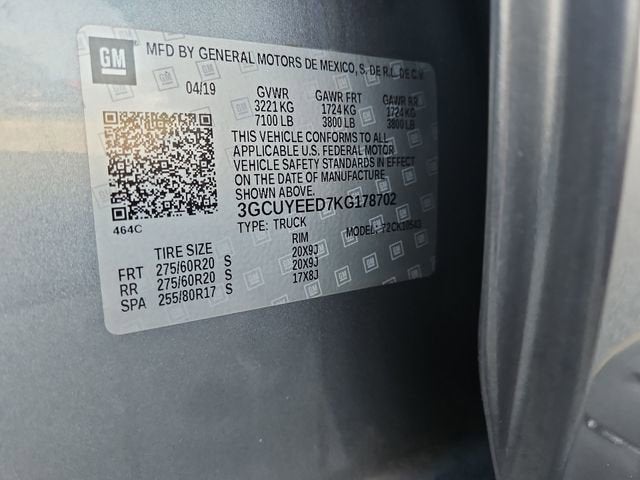 GM
MFD BY GENERAL MOTORS DE MEXICO, S. DE R.L. DE C.V.
04/19
GVWR GAWR FRT GAWR RR
3221 KG 1724 KG 1724 KG
7100 LB 3800 LB 3800 LB
THIS VEHICLE CONFORMS TO ALL
APPLICABLE U.S. FEDERAL MOTOR
VEHICLE SAFETY STANDARDS IN EFFECT
ON THE DATE OF MANUFACTURE
SHOWN ABOVE.
3GCUYEED7KG178702
464C
TYPE: TRUCK MODEL:
TIRE SIZE RIM
FRT 275/60R20 S 20X9J
RR 275/60R20 S 20X9J
SPA 255/80R17 S 17X8J